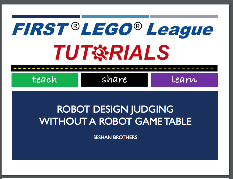 FIRST® LEGO® League
TUTORIALS
teach share learn
ROBOT DESIGN JUDGING
WITHOUT A ROBOT GAME TABLE
SESHAN BROTHERS